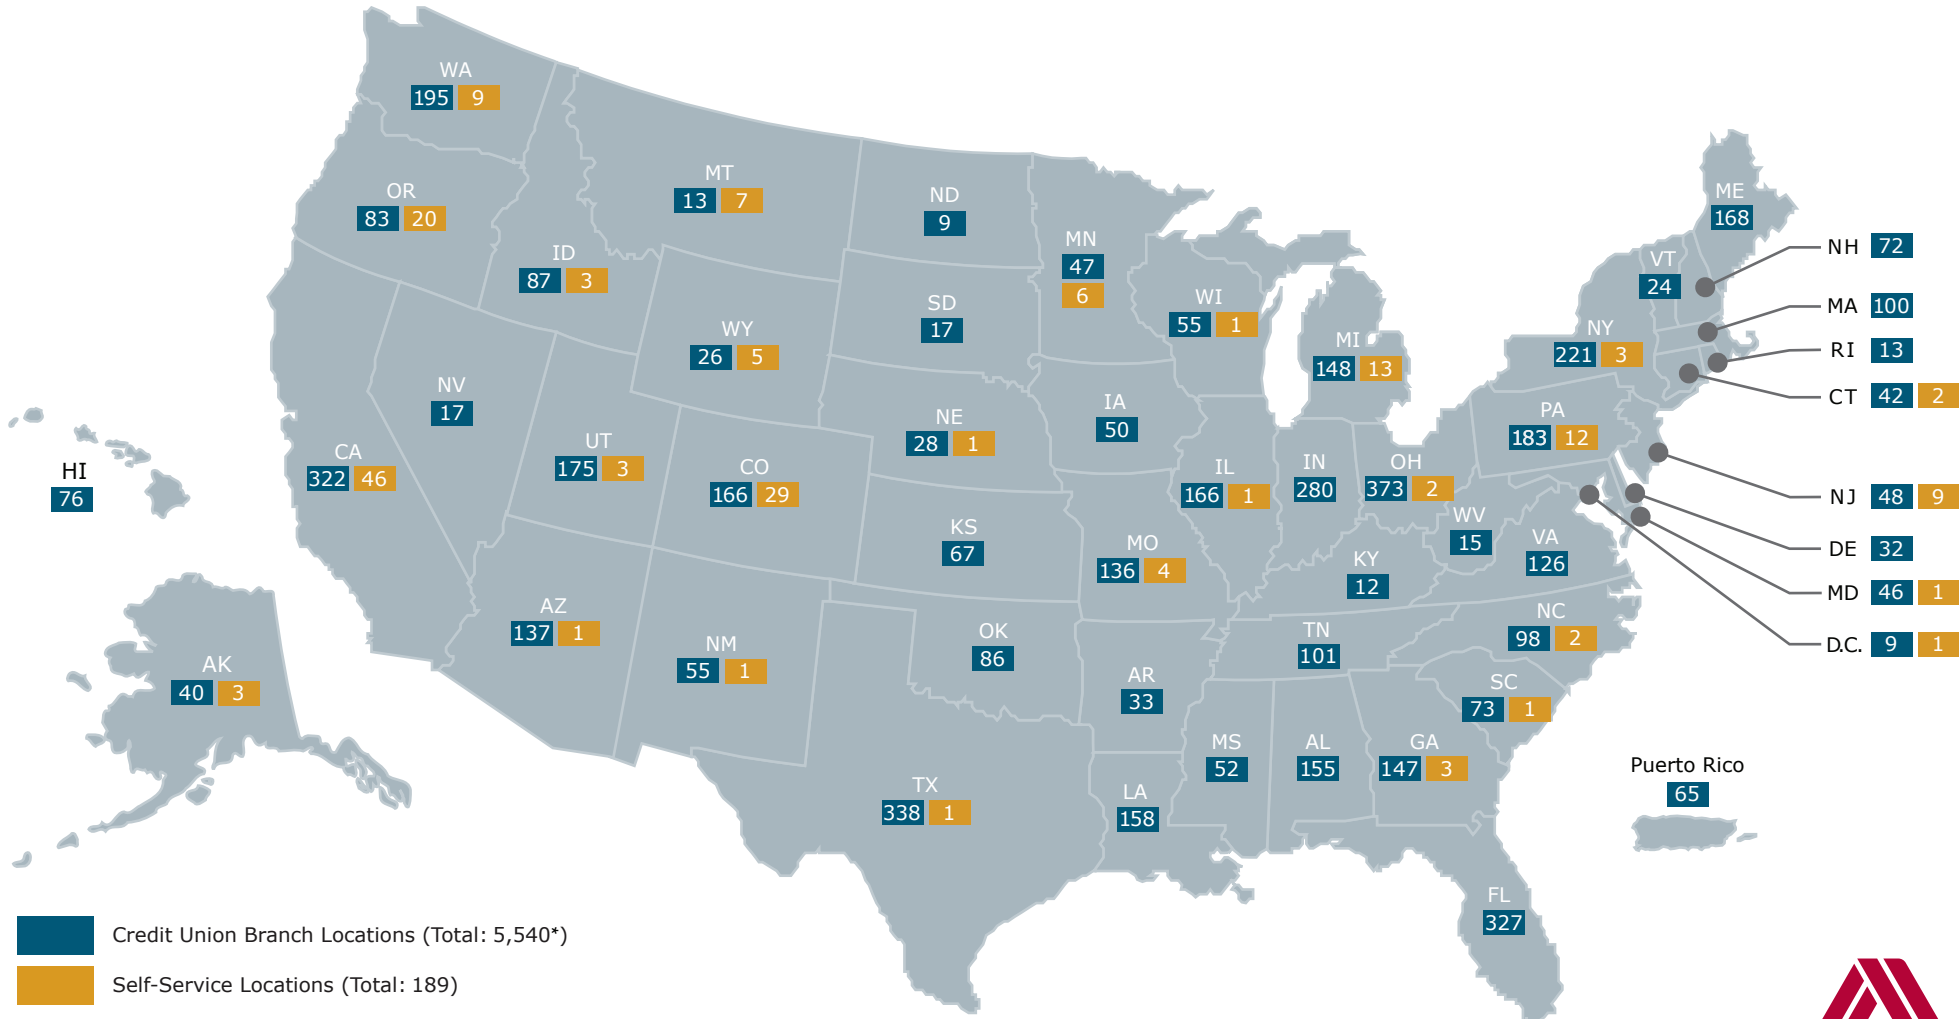 WA
195 9
OR
83 20
MT
13 7
ID
87 3
ND
9
MN
47
6
SD
17
WI
55 1
WY
26 5
MI
148 13
ME
168
VT
24
NH 72
MA 100
NY
221 3
RI 13
CT 42 2
NV
17
NE
28 1
IA
50
PA
183 12
CA
322 46
UT
175 3
CO
166 29
IL
166 1
IN
280
OH
373 2
HI
76
NJ 48 9
KS
67
MO
136 4
WV
15
VA
126
DE 32
KY
12
MD 46 1
AZ
137 1
NM
55 1
OK
86
TN
101
NC
98 2
D.C. 9 1
AK
40 3
AR
33
SC
73 1
MS
52
AL
155
GA
147 3
TX
338 1
LA
158
Puerto Rico
65
FL
327
Credit Union Branch Locations (Total: 5,540*)
Self-Service Locations (Total: 189)